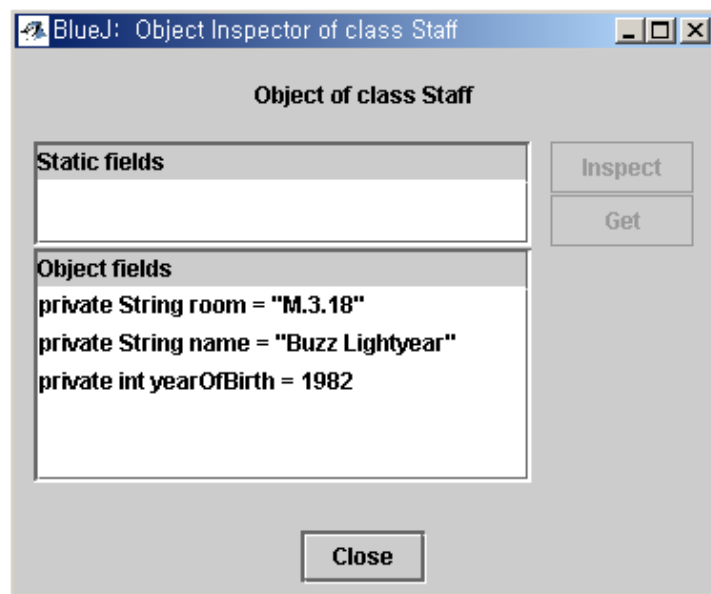 BlueJ: Object Inspector of class Staff
Object of class Staff
Static fields
Inspect
Get
Object fields
private String room = "M.3.18"
private String name = "Buzz Lightyear"
private int yearOfBirth = 1982
Close